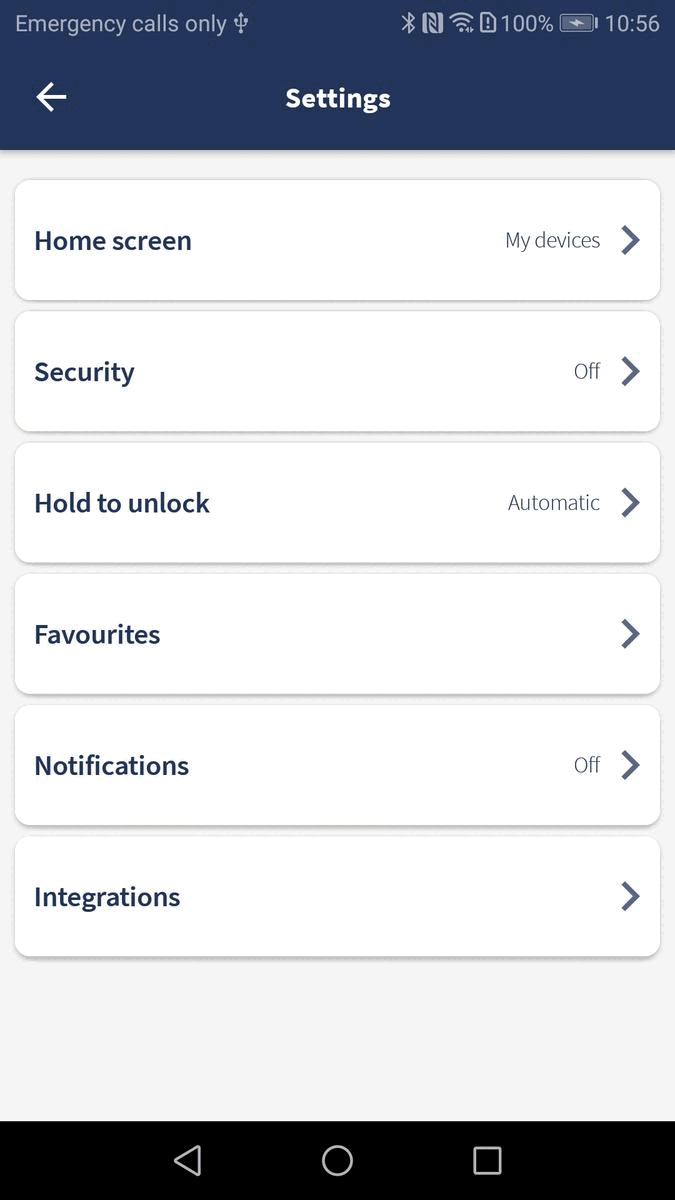 Emergency calls only 100% 10:56
Settings
Home screen My devices
Security Off
Hold to unlock Automatic
Favourites
Notifications Off
Integrations